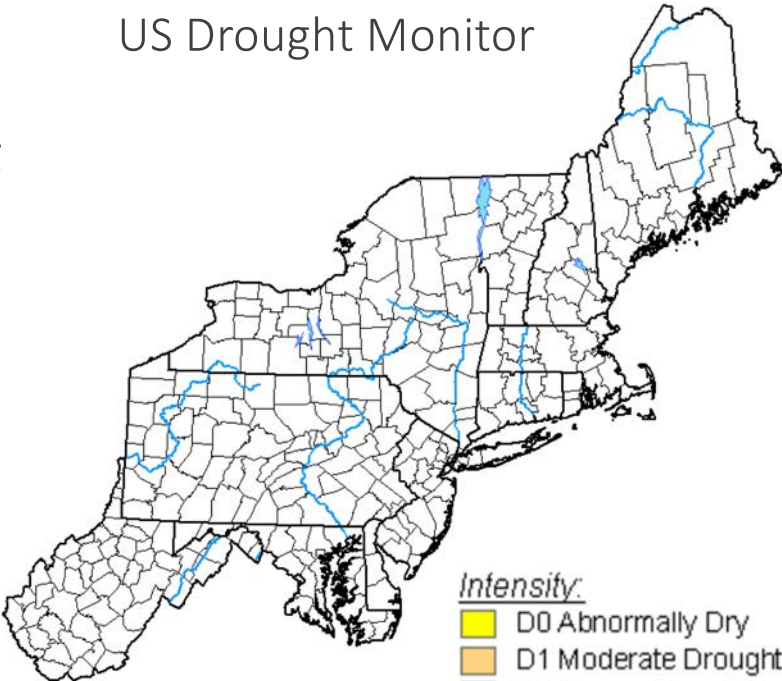 US Drought Monitor
Intensity:
D0 Abnormally Dry
D1 Moderate Drought